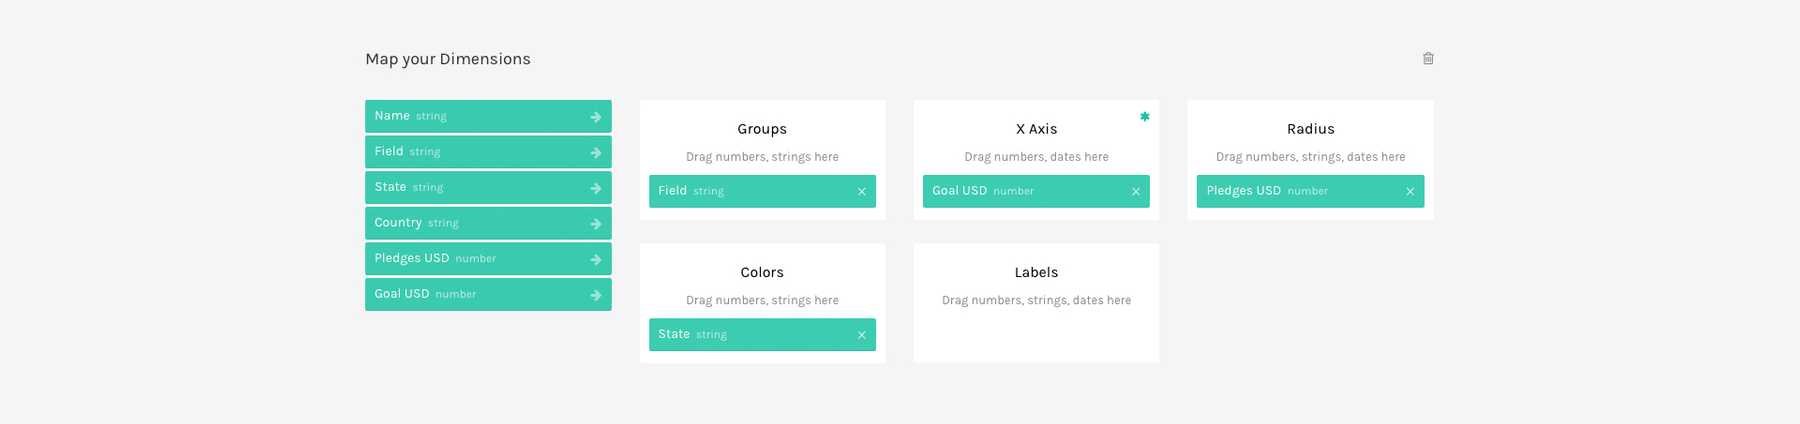 Map your Dimensions
Name string
Field string
State string
Country string
Pledges USD number
Goal USD number
Groups
Drag numbers, strings here
Field string
X Axis
Drag numbers, dates here
Goal USD number
Radius
Drag numbers, strings, dates here
Pledges USD number
Colors
Drag numbers, strings here
State string
Labels
Drag numbers, strings, dates here